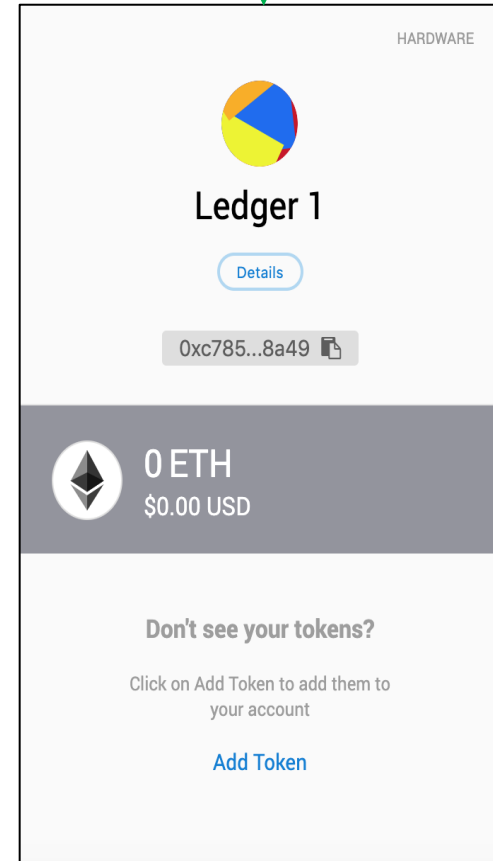 HARDWARE
Ledger 1
Details
0xc785...8a49
0 ETH
$0.00 USD
Don't see your tokens?
Click on Add Token to add them to
your account
Add Token